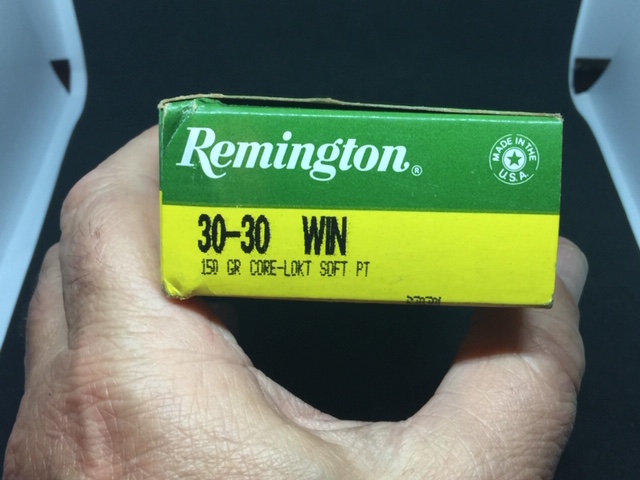 Remington®
MADE IN THE U.S.A.
30-30 WIN
150 GR CORE-LOKT SOFT PT